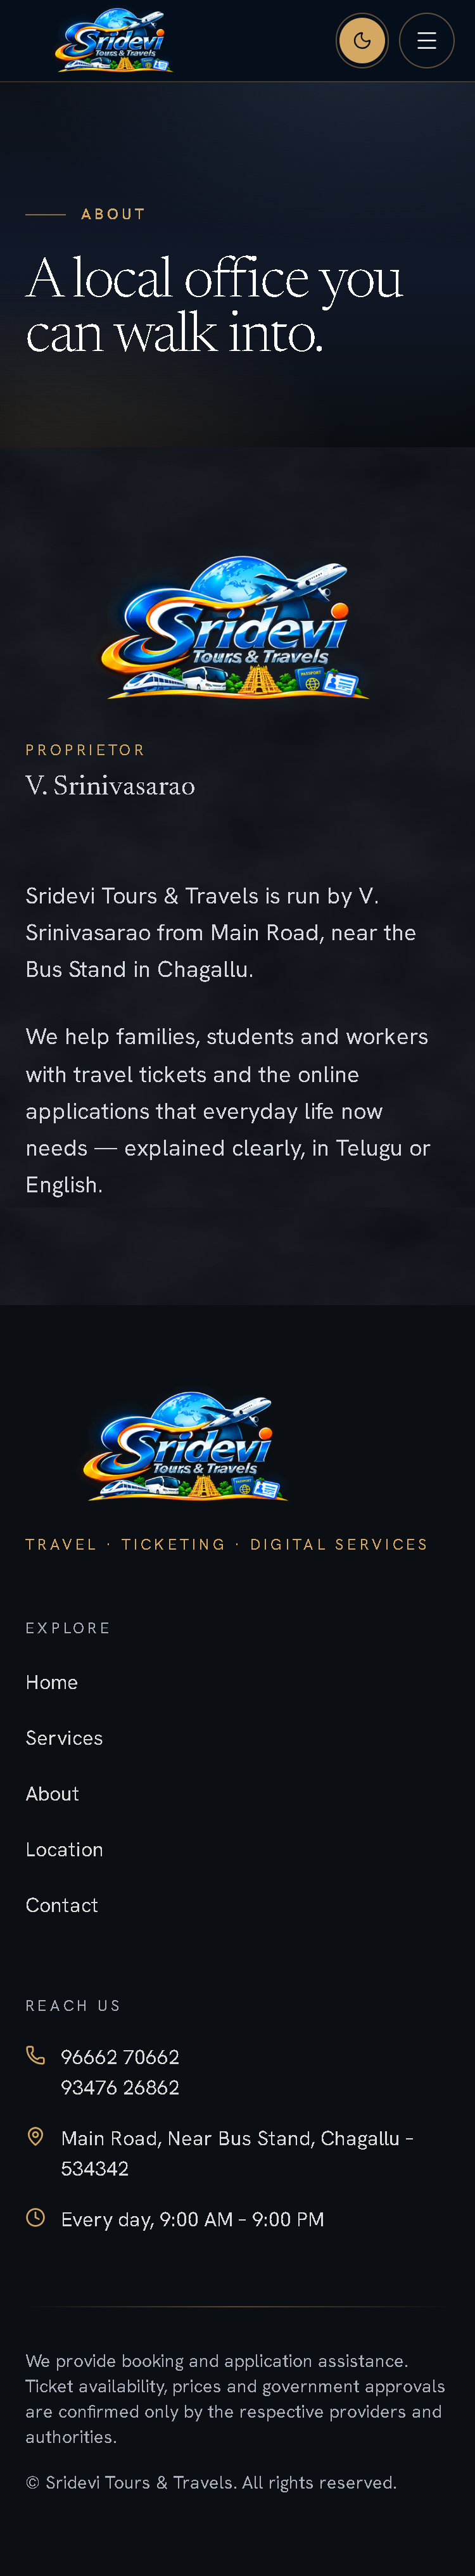 Sridevi
Tours & Travels
ABOUT
A local office you
can walk into.
Sridevi
Tours & Travels
PASSPORT
PROPRIETOR
V. Srinivasarao
Sridevi Tours & Travels is run by V.
Srinivasarao from Main Road, near the
Bus Stand in Chagallu.
We help families, students and workers
with travel tickets and the online
applications that everyday life now
needs — explained clearly, in Telugu or
English.
Sridevi
Tours & Travels
TRAVEL · TICKETING · DIGITAL SERVICES
EXPLORE
Home
Services
About
Location
Contact
REACH US
96662 70662
93476 26862
Main Road, Near Bus Stand, Chagallu –
534342
Every day, 9:00 AM – 9:00 PM
We provide booking and application assistance.
Ticket availability, prices and government approvals
are confirmed only by the respective providers and
authorities.
© Sridevi Tours & Travels. All rights reserved.